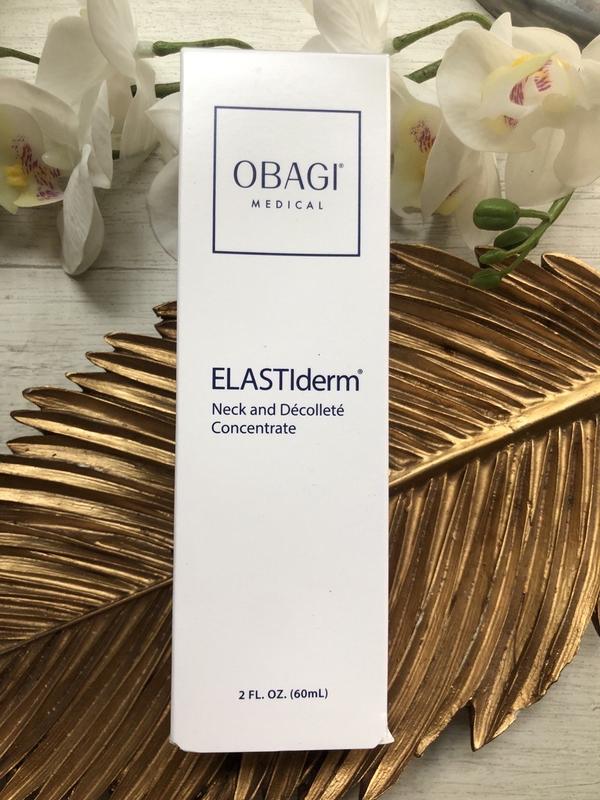 OBAGI®
MEDICAL
ELASTIderm®
Neck and Décolleté
Concentrate
2 FL. OZ. (60mL)